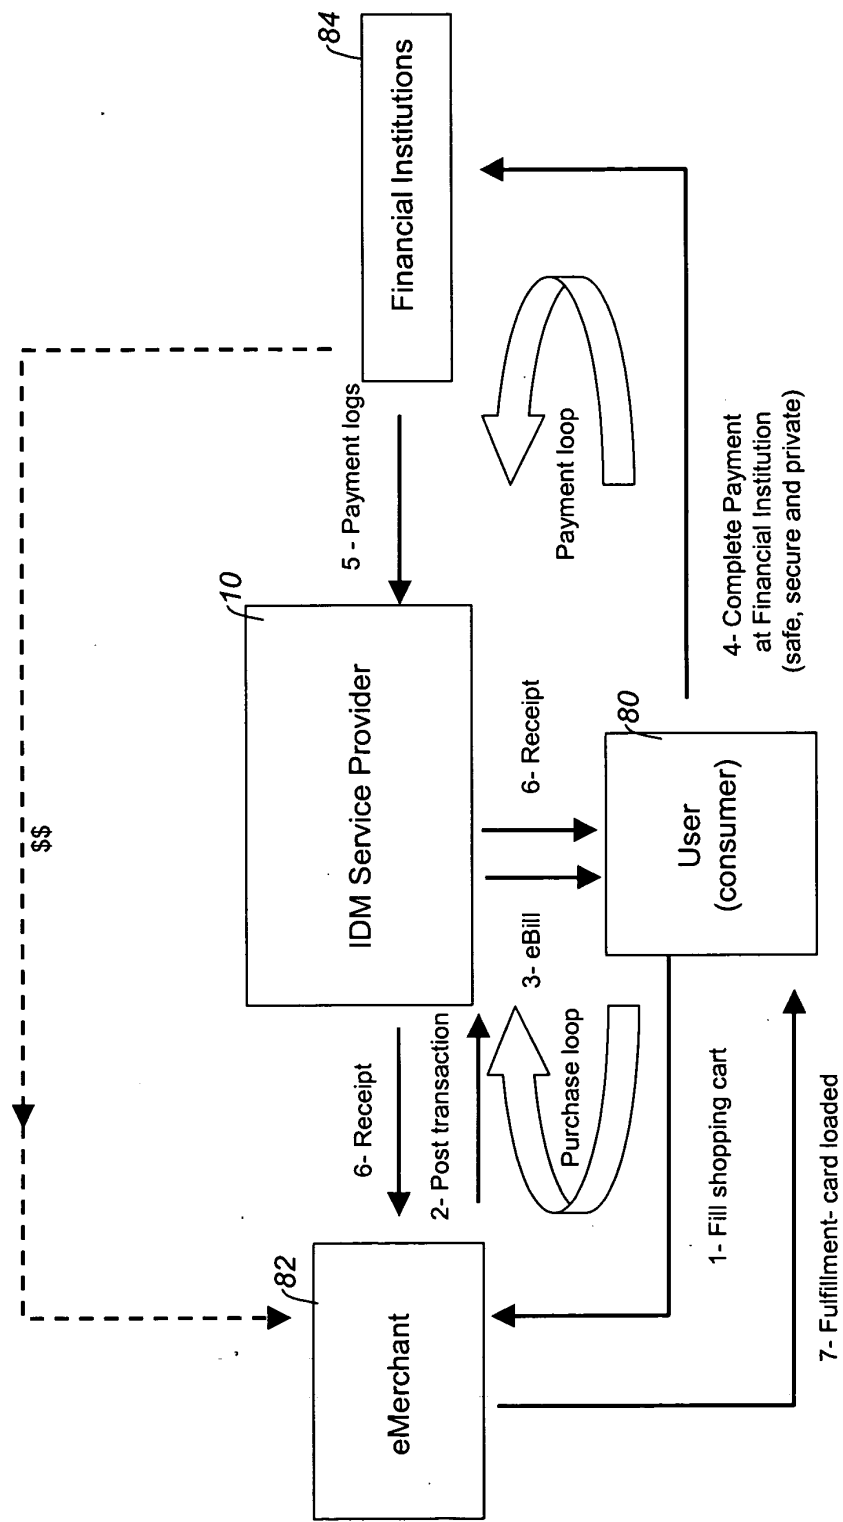 $$
84
Financial Institutions
5 - Payment logs
10
IDM Service Provider
6- Receipt
2- Post transaction
82
eMerchant
Payment loop
Purchase loop
3- eBill
6- Receipt
80
User
(consumer)
4- Complete Payment
at Financial Institution
(safe, secure and private)
1- Fill shopping cart
7- Fulfillment- card loaded